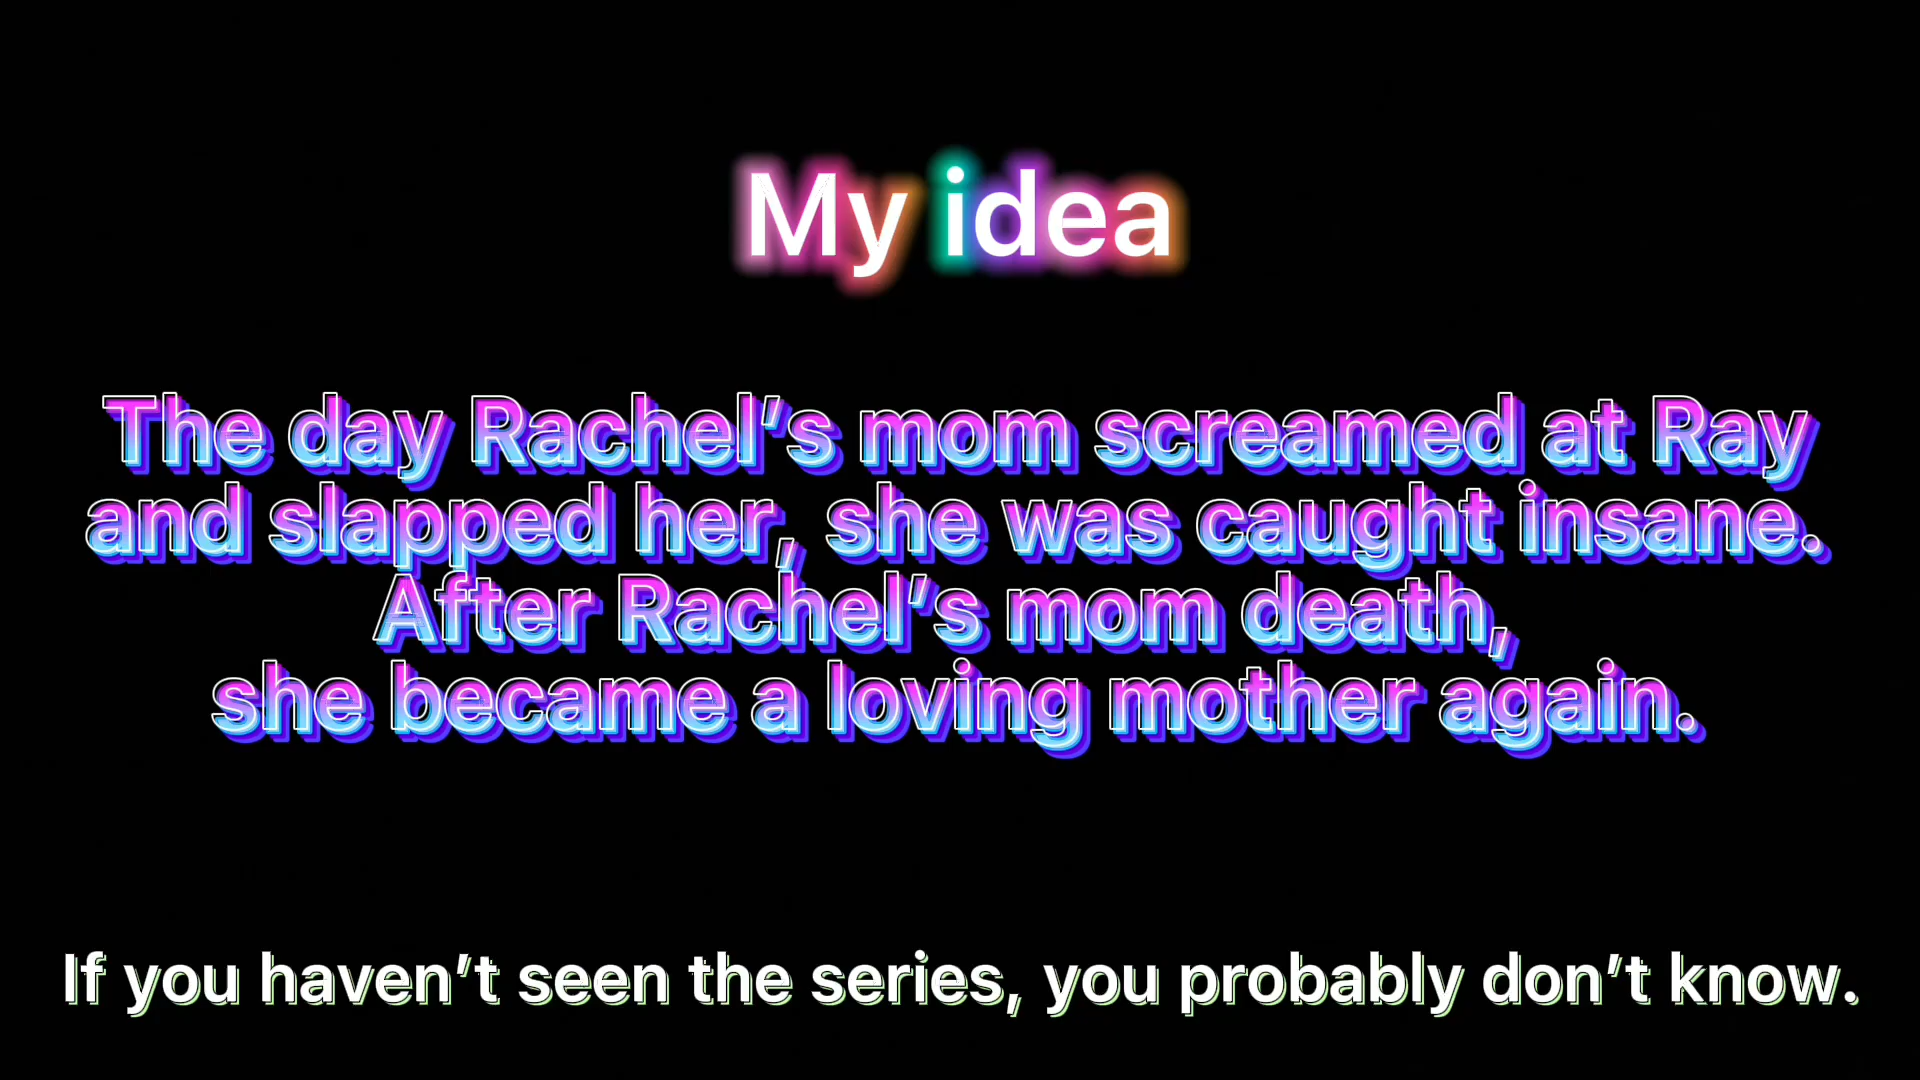 My idea
The day Rachel’s mom screamed at Ray
and slapped her, she was caught insane.
After Rachel’s mom death,
she became a loving mother again.
If you haven’t seen the series, you probably don’t know.